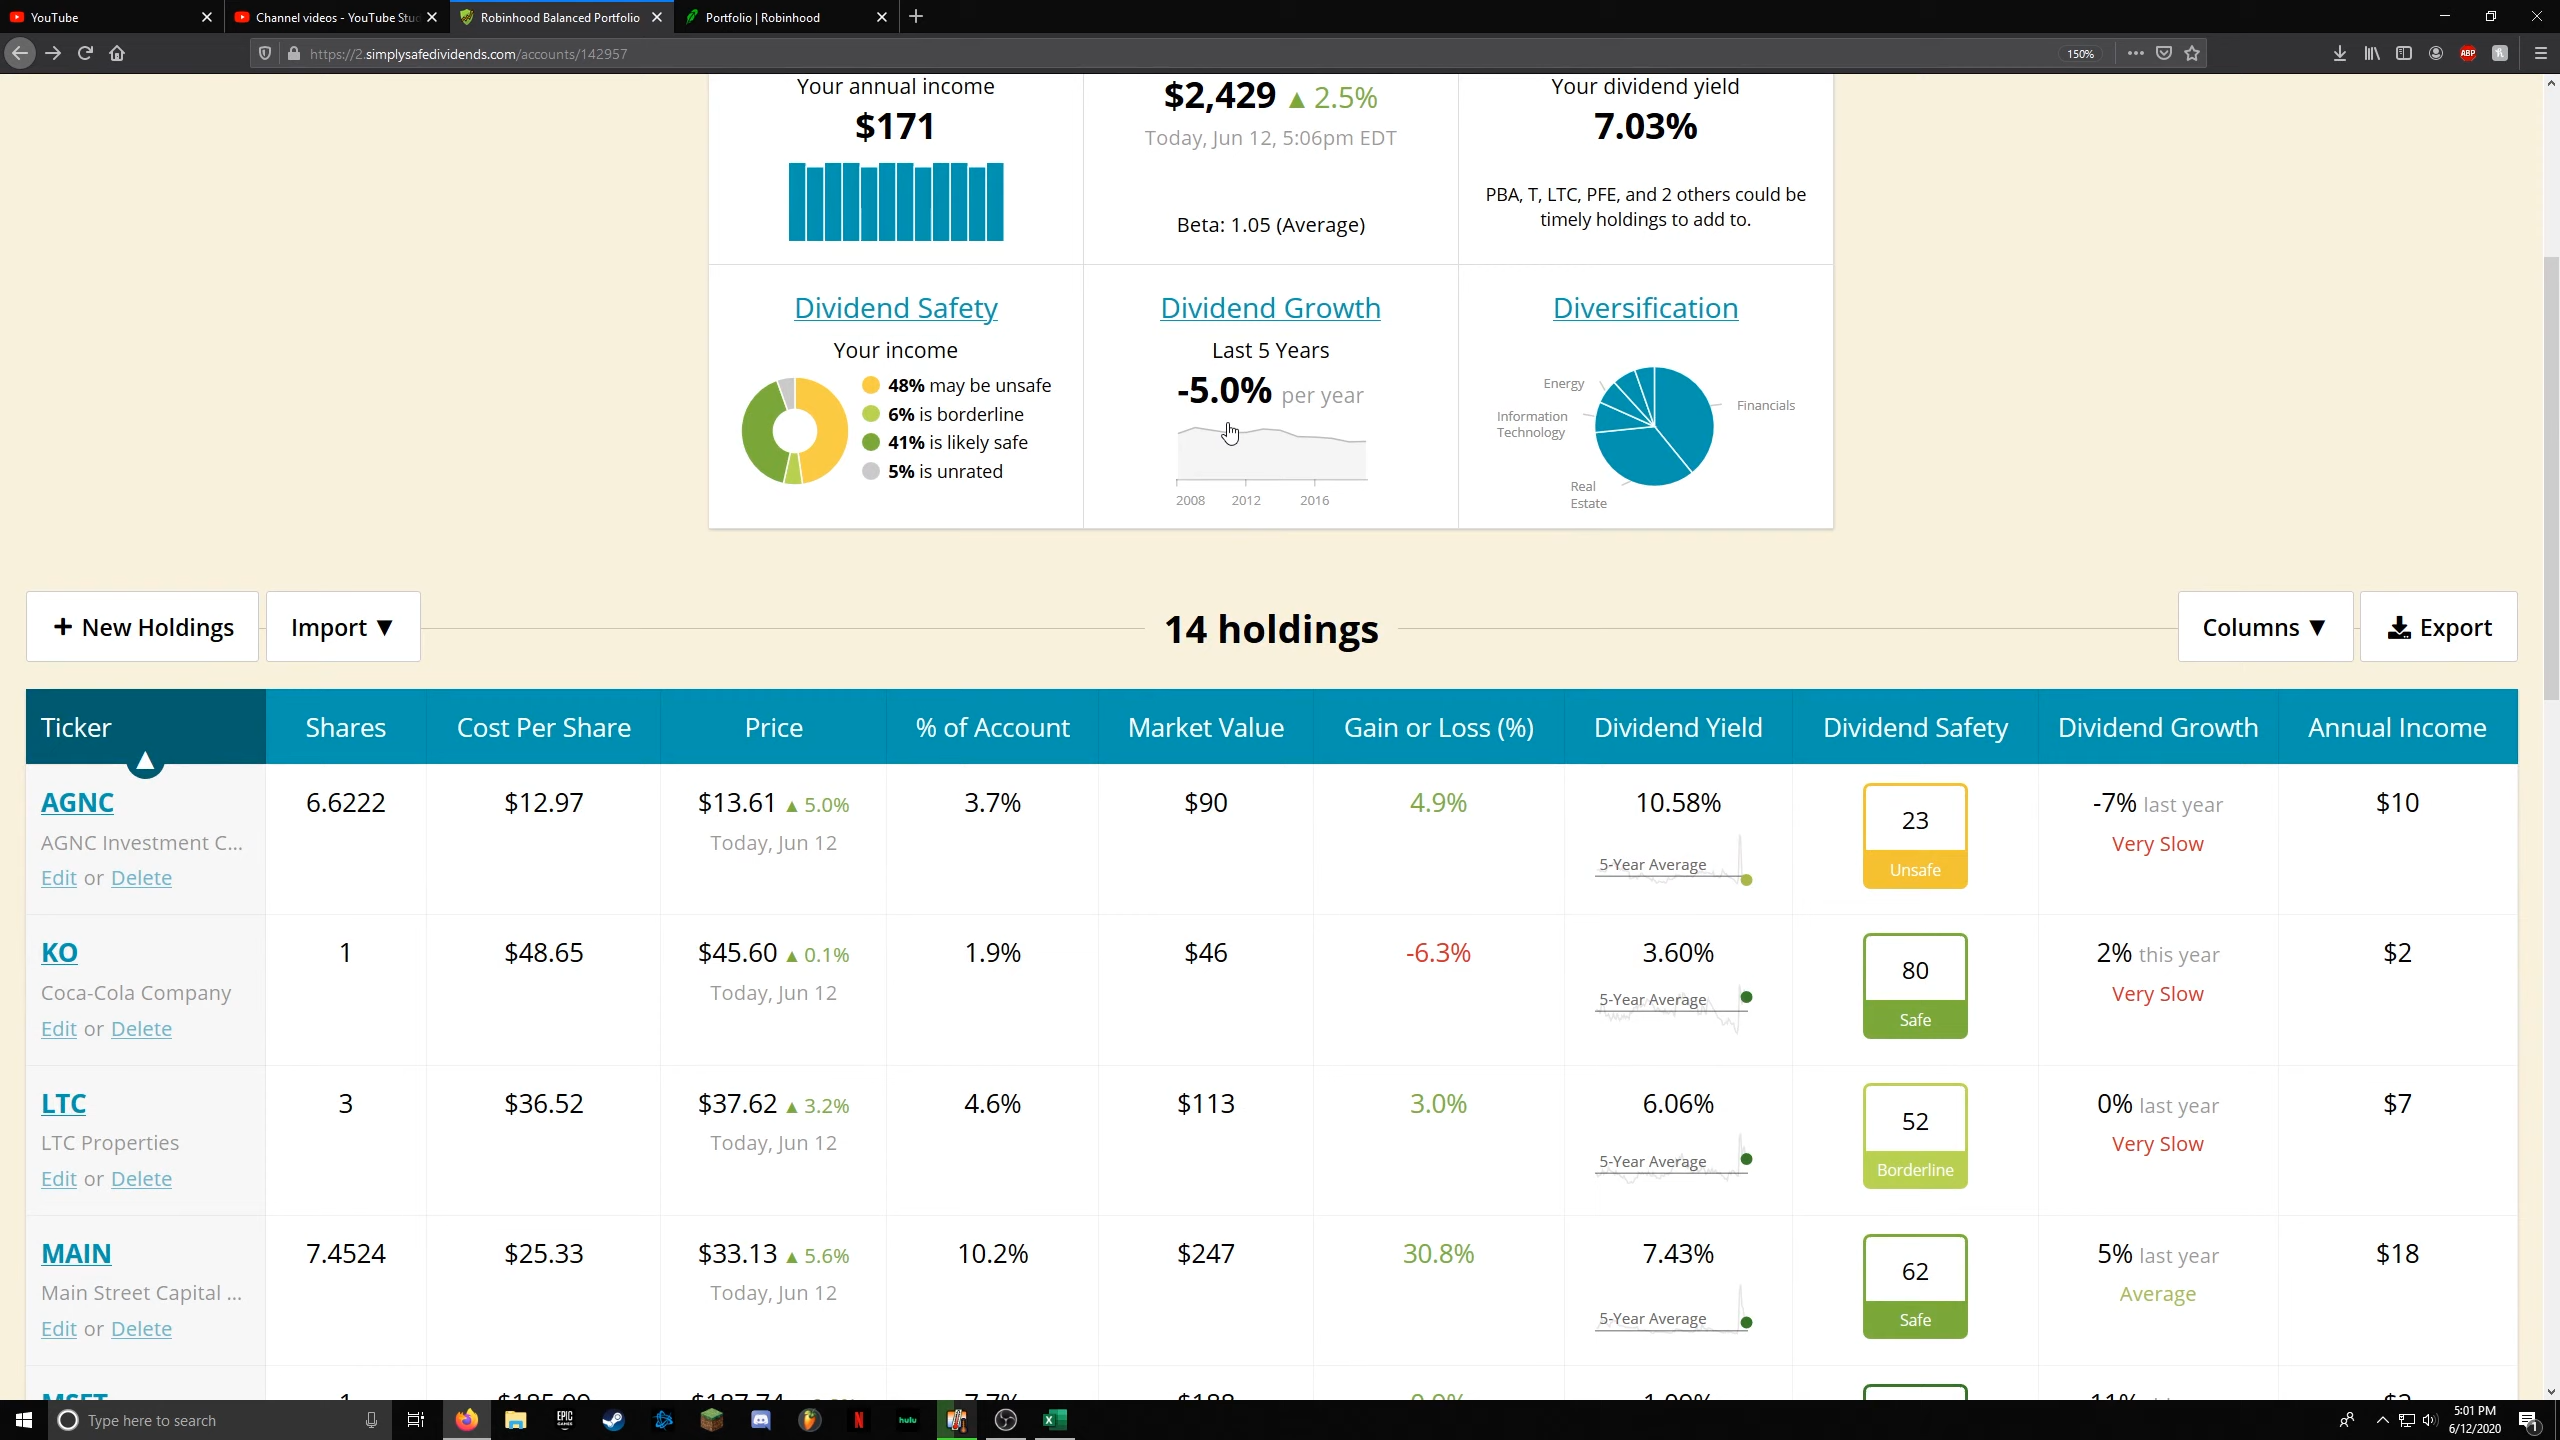 YouTube
Channel videos - YouTube Stu
Robinhood Balanced Portfolio
Portfolio | Robinhood
https://2.simplysafedividends.com/accounts/142957
150%
ABP
Your annual income
$171
$2,429 ▲ 2.5%
Today, Jun 12, 5:06pm EDT
Beta: 1.05 (Average)
Your dividend yield
7.03%
PBA, T, LTC, PFE, and 2 others could be
timely holdings to add to.
Dividend Safety
Your income
48% may be unsafe
6% is borderline
41% is likely safe
5% is unrated
Dividend Growth
Last 5 Years
-5.0% per year
2008 2012 2016
Diversification
Energy
Information
Technology
Real
Estate
Financials
+ New Holdings
Import ▼
14 holdings
Columns ▼
Export
Ticker Shares Cost Per Share Price % of Account Market Value Gain or Loss (%) Dividend Yield Dividend Safety Dividend Growth Annual Income
AGNC 6.6222 $12.97 $13.61 ▲ 5.0% 3.7% $90 4.9% 10.58% 23 -7% last year $10
AGNC Investment C... Today, Jun 12 5-Year Average Unsafe Very Slow
Edit or Delete
KO 1 $48.65 $45.60 ▲ 0.1% 1.9% $46 -6.3% 3.60% 80 2% this year $2
Coca-Cola Company Today, Jun 12 5-Year Average Safe Very Slow
Edit or Delete
LTC 3 $36.52 $37.62 ▲ 3.2% 4.6% $113 3.0% 6.06% 52 0% last year $7
LTC Properties Today, Jun 12 5-Year Average Borderline Very Slow
Edit or Delete
MAIN 7.4524 $25.33 $33.13 ▲ 5.6% 10.2% $247 30.8% 7.43% 62 5% last year $18
Main Street Capital ... Today, Jun 12 5-Year Average Safe Average
Edit or Delete
MSFT 1
Type here to search
EPIC GAMES
hulu
5:01 PM
6/12/2020
1